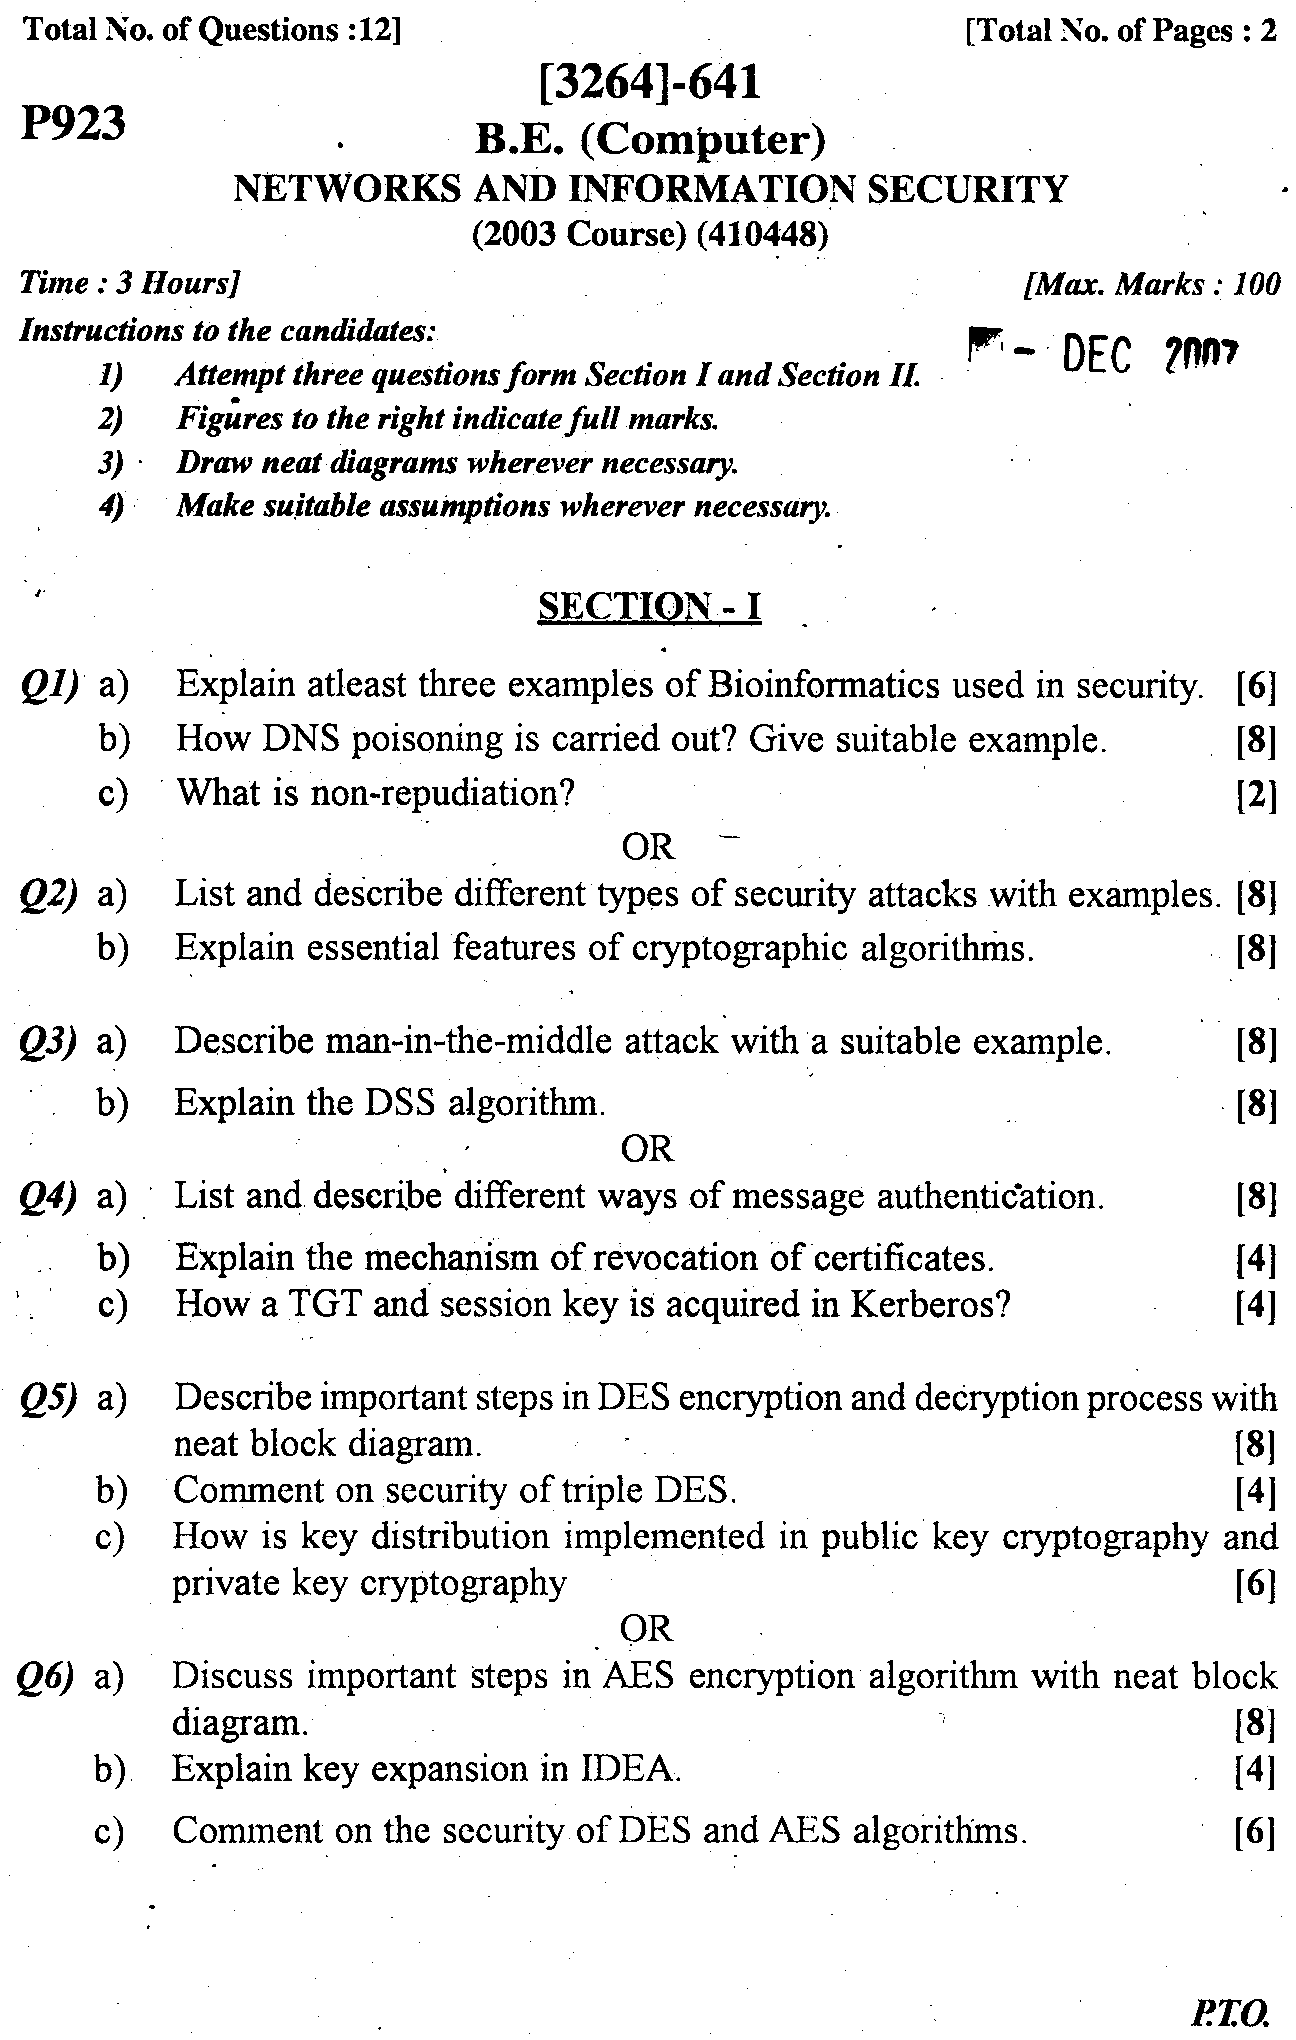 Total No. of Questions :12]
[Total No. of Pages : 2
[3264]-641
P923
B.E. (Computer)
NETWORKS AND INFORMATION SECURITY
(2003 Course) (410448)
Time : 3 Hours]
[Max. Marks : 100
Instructions to the candidates:
- DEC 2007
1) Attempt three questions form Section I and Section II.
2) Figures to the right indicate full marks.
3) Draw neat diagrams wherever necessary.
4) Make suitable assumptions wherever necessary.
SECTION - I
Q1) a) Explain atleast three examples of Bioinformatics used in security. [6]
b) How DNS poisoning is carried out? Give suitable example. [8]
c) What is non-repudiation? [2]
OR
Q2) a) List and describe different types of security attacks with examples. [8]
b) Explain essential features of cryptographic algorithms. [8]
Q3) a) Describe man-in-the-middle attack with a suitable example. [8]
b) Explain the DSS algorithm. [8]
OR
Q4) a) List and describe different ways of message authentication. [8]
b) Explain the mechanism of revocation of certificates. [4]
c) How a TGT and session key is acquired in Kerberos? [4]
Q5) a) Describe important steps in DES encryption and decryption process with
neat block diagram. [8]
b) Comment on security of triple DES. [4]
c) How is key distribution implemented in public key cryptography and
private key cryptography [6]
OR
Q6) a) Discuss important steps in AES encryption algorithm with neat block
diagram. [8]
b) Explain key expansion in IDEA. [4]
c) Comment on the security of DES and AES algorithms. [6]
P.T.O.